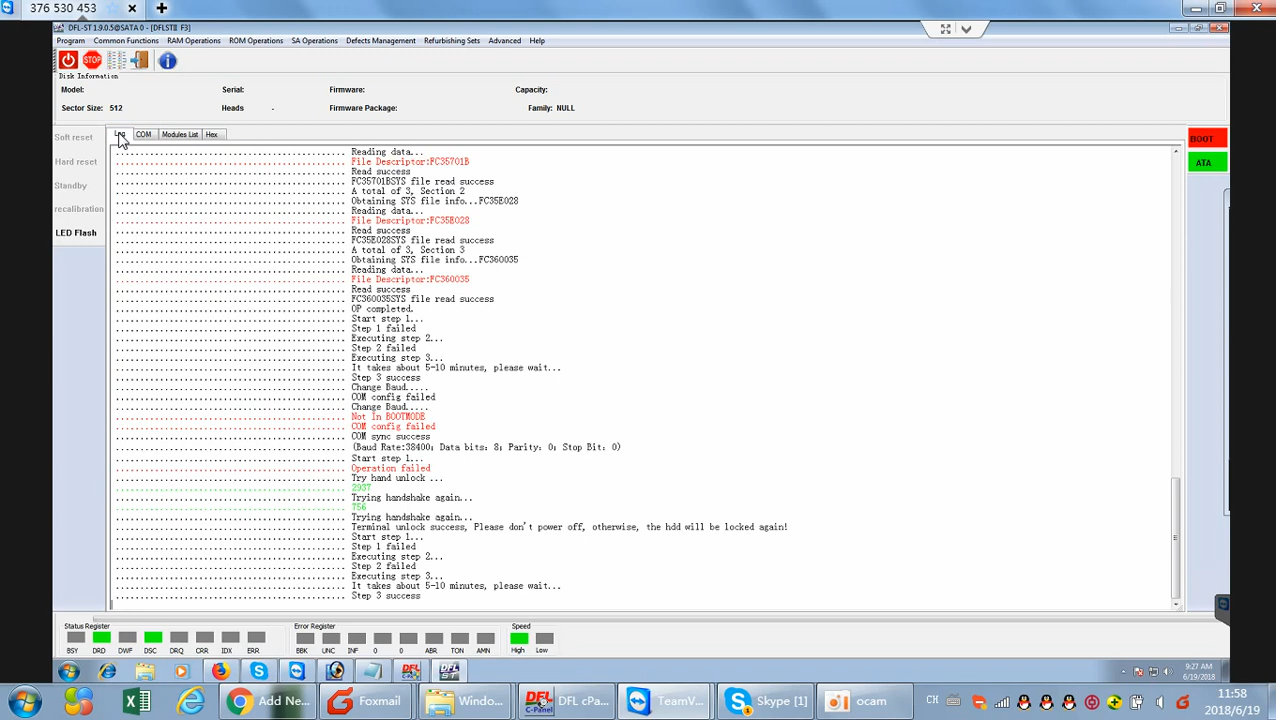 376 530 453
DFL-ST 1.9.0.5@SATA 0 - [DFLSTII F3]
Program Common Functions RAM Operations ROM Operations SA Operations Defects Management Refurbishing Sets Advanced Help
STOP
Disk Information
Model: Serial: Firmware: Capacity:
Sector Size: 512 Heads - Firmware Package: Family: NULL
Soft reset
Hard reset
Standby
recalibration
LED Flash
Log COM Modules List Hex
BOOT
ATA
Reading data...
File Descriptor:FC35701B
Read success
FC35701BSYS file read success
A total of 3, Section 2
Obtaining SYS file info...FC35E028
Reading data...
File Descriptor:FC35E028
Read success
FC35E028SYS file read success
A total of 3, Section 3
Obtaining SYS file info...FC360035
Reading data...
File Descriptor:FC360035
Read success
FC360035SYS file read success
OP completed.
Start step 1...
Step 1 failed
Executing step 2...
Step 2 failed
Executing step 3...
It takes about 5-10 minutes, please wait...
Step 3 success
Change Baud.....
COM config failed
Change Baud.....
Not In BOOTMODE
COM config failed
COM sync success
(Baud Rate:38400; Data bits: 8; Parity: 0; Stop Bit: 0)
Start step 1...
Operation failed
Try hand unlock ...
2937
Trying handshake again...
756
Trying handshake again...
Terminal unlock success, Please don't power off, otherwise, the hdd will be locked again!
Start step 1...
Step 1 failed
Executing step 2...
Step 2 failed
Executing step 3...
It takes about 5-10 minutes, please wait...
Step 3 success
Status Register Error Register Speed
BSY DRD DWF DSC DRQ CRR IDX ERR BBK UNC INF 0 0 ABR TON AMN High Low
9:27 AM
6/19/2018
Add Ne... Foxmail Windo... DFL cPa... TeamV... Skype [1] ocam
CH
11:58
2018/6/19